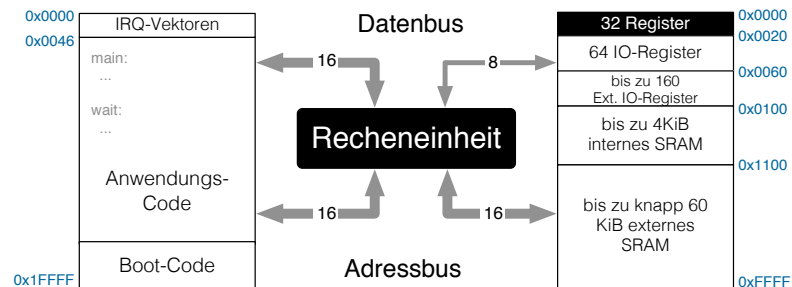 0x0000
IRQ-Vektoren
0x0046
main:
...
wait:
...
Anwendungs-
Code
Boot-Code
0x1FFFF
Datenbus
16
8
Recheneinheit
16
16
Adressbus
32 Register
0x0000
0x0020
64 IO-Register
0x0060
bis zu 160
Ext. IO-Register
0x0100
bis zu 4KiB
internes SRAM
0x1100
bis zu knapp 60
KiB externes
SRAM
0xFFFF